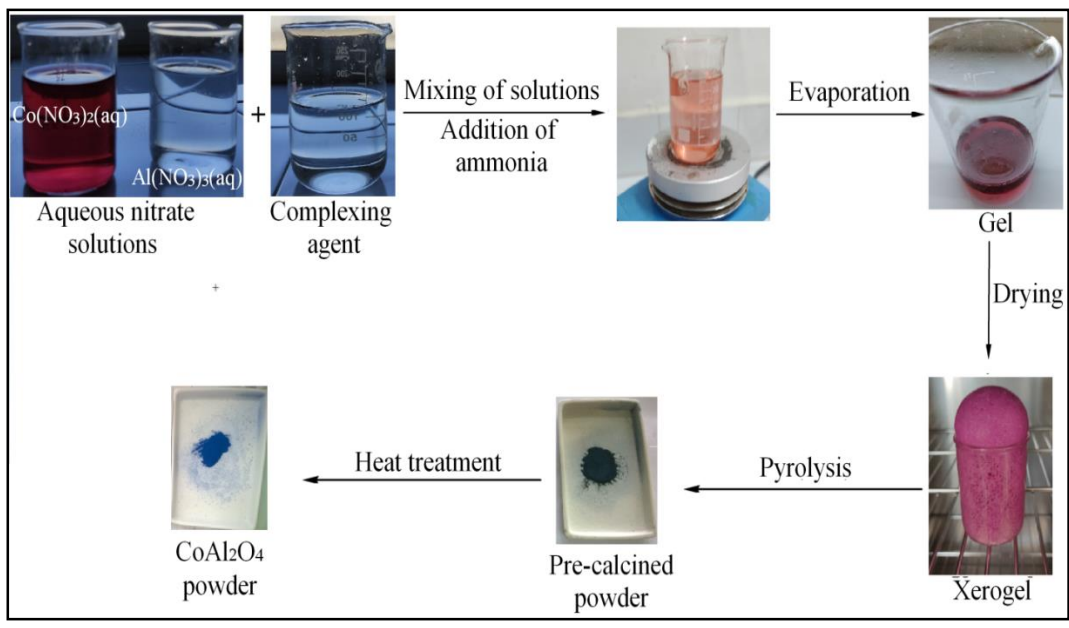 Co(NO₃)₂(aq)
Al(NO₃)₃(aq)
Aqueous nitrate
solutions
+
Complexing
agent
Mixing of solutions
Addition of
ammonia
Evaporation
Gel
+
Drying
Xerogel
Pyrolysis
Pre-calcined
powder
Heat treatment
CoAl₂O₄
powder